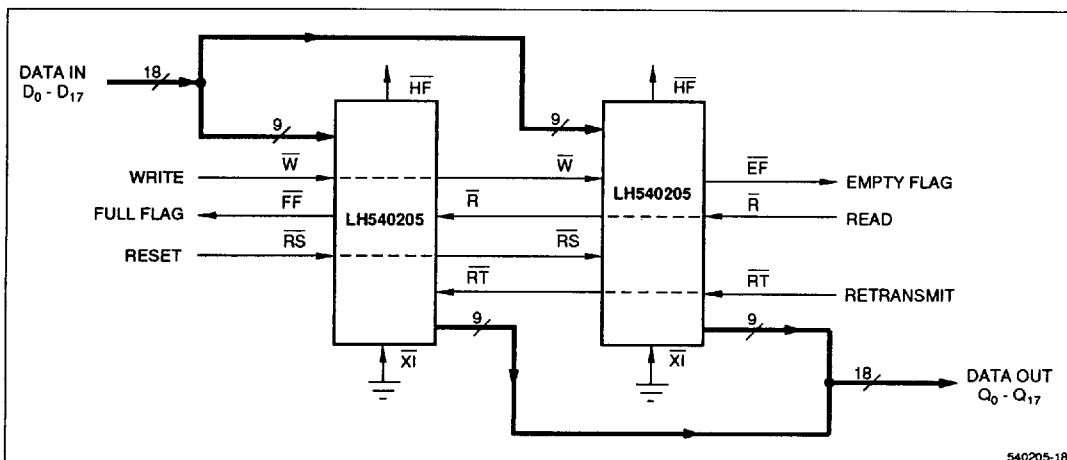 DATA IN
D0 - D17
18
9
HF
9
HF
WRITE
W
W
EF
EMPTY FLAG
LH540205
LH540205
FULL FLAG
FF
R
R
READ
RESET
RS
RS
RT
RT
RETRANSMIT
9
9
XI
XI
18
DATA OUT
Q0 - Q17
540205-18